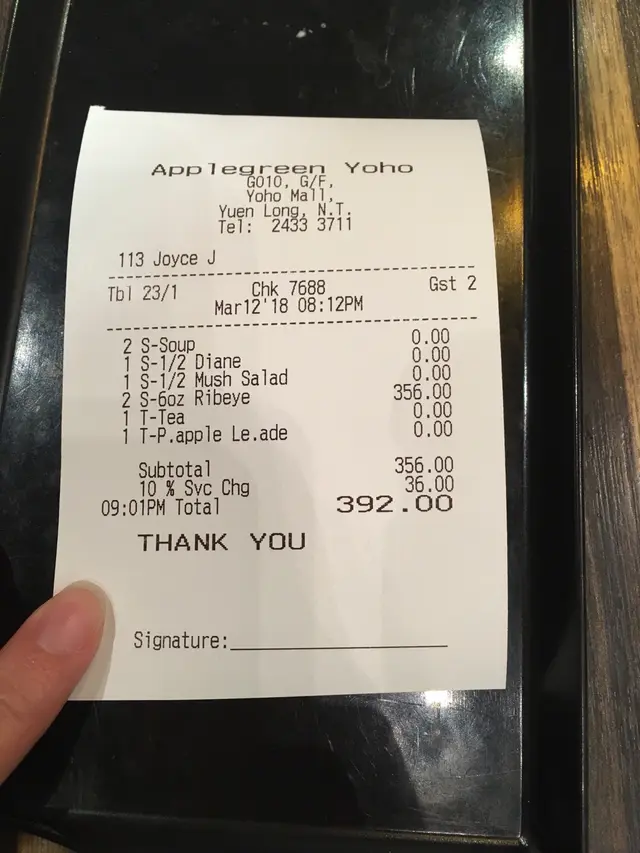 Applegreen Yoho
G010, G/F,
Yoho Mall,
Yuen Long, N.T.
Tel: 2433 3711
113 Joyce J
Tbl 23/1 Chk 7688 Gst 2
Mar12'18 08:12PM
2 S-Soup 0.00
1 S-1/2 Diane 0.00
1 S-1/2 Mush Salad 0.00
2 S-6oz Ribeye 356.00
1 T-Tea 0.00
1 T-P.apple Le.ade 0.00
Subtotal 356.00
10 % Svc Chg 36.00
09:01PM Total 392.00
THANK YOU
Signature: